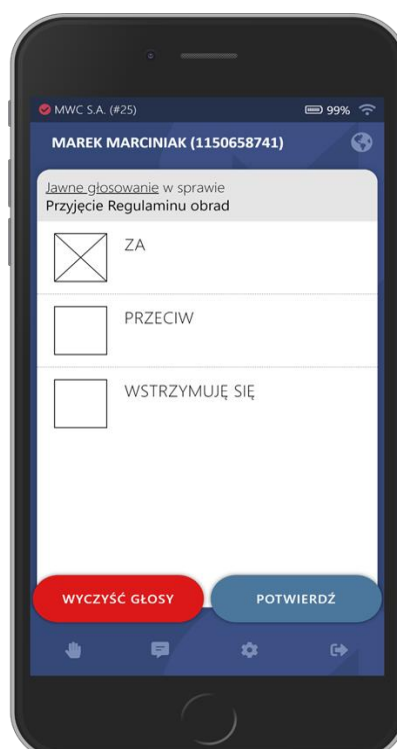 MWC S.A. (#25) 99%
MAREK MARCINIAK (1150658741)
Jawne głosowanie w sprawie
Przyjęcie Regulaminu obrad
ZA
PRZECIW
WSTRZYMUJĘ SIĘ
WYCZYŚĆ GŁOSY POTWIERDŹ